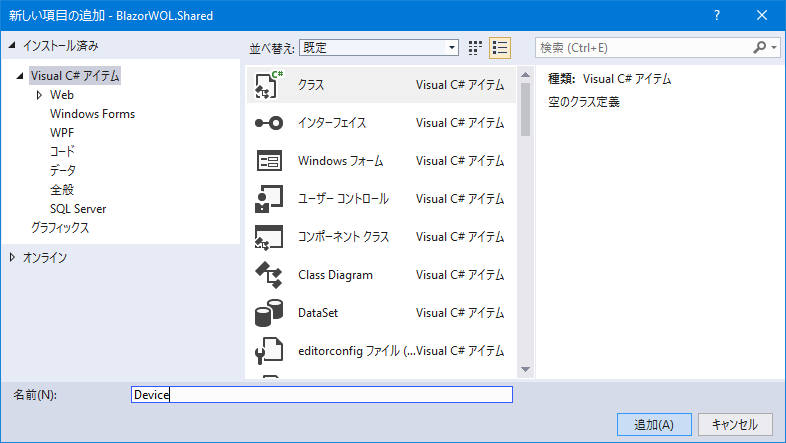 新しい項目の追加 - BlazorWOL.Shared
インストール済み
並べ替え: 既定
検索 (Ctrl+E)
Visual C# アイテム
Web
Windows Forms
WPF
コード
データ
全般
SQL Server
グラフィックス
オンライン
C#
クラス Visual C# アイテム
インターフェイス Visual C# アイテム
Windows フォーム Visual C# アイテム
ユーザー コントロール Visual C# アイテム
コンポーネント クラス Visual C# アイテム
Class Diagram Visual C# アイテム
DataSet Visual C# アイテム
editorconfig ファイル (... Visual C# アイテム
種類: Visual C# アイテム
空のクラス定義
名前(N): Device
追加(A) キャンセル